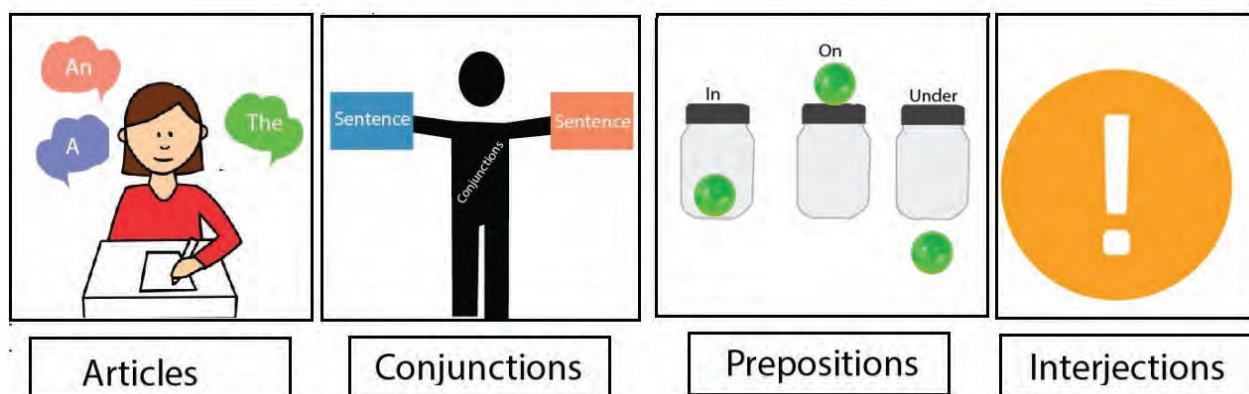 An
A
The
Sentence
Conjunctions
Sentence
In
On
Under
!
Articles
Conjunctions
Prepositions
Interjections